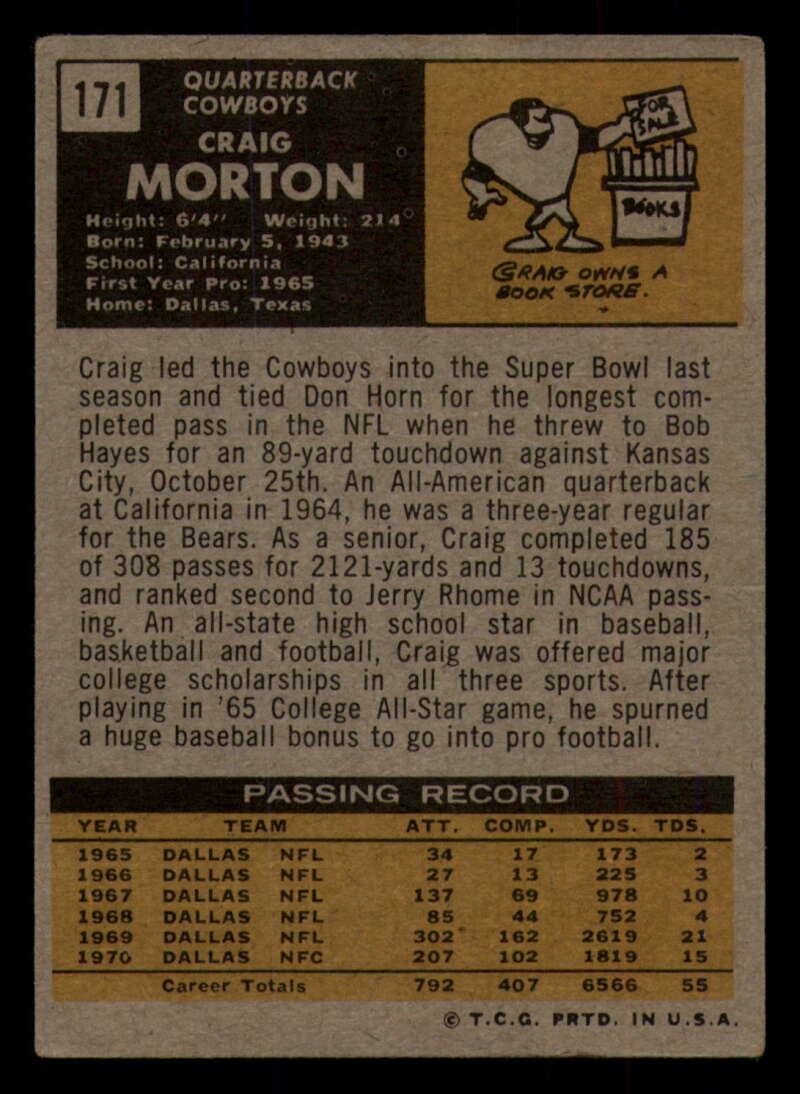 171
QUARTERBACK
COWBOYS
CRAIG
MORTON
Height: 6'4" Weight: 214
Born: February 5, 1943
School: California
First Year Pro: 1965
Home: Dallas, Texas
FOR
SALE
BOOKS
CRAIG OWNS A
BOOK STORE.
Craig led the Cowboys into the Super Bowl last
season and tied Don Horn for the longest com-
pleted pass in the NFL when he threw to Bob
Hayes for an 89-yard touchdown against Kansas
City, October 25th. An All-American quarterback
at California in 1964, he was a three-year regular
for the Bears. As a senior, Craig completed 185
of 308 passes for 2121-yards and 13 touchdowns,
and ranked second to Jerry Rhome in NCAA pass-
ing. An all-state high school star in baseball,
basketball and football, Craig was offered major
college scholarships in all three sports. After
playing in '65 College All-Star game, he spurned
a huge baseball bonus to go into pro football.
PASSING RECORD
YEAR TEAM ATT. COMP. YDS. TDS.
1965 DALLAS NFL 34 17 173 2
1966 DALLAS NFL 27 13 225 3
1967 DALLAS NFL 137 69 978 10
1968 DALLAS NFL 85 44 752 4
1969 DALLAS NFL 302 162 2619 21
1970 DALLAS NFC 207 102 1819 15
Career Totals 792 407 6566 55
© T.C.G. PRTD. IN U.S.A.